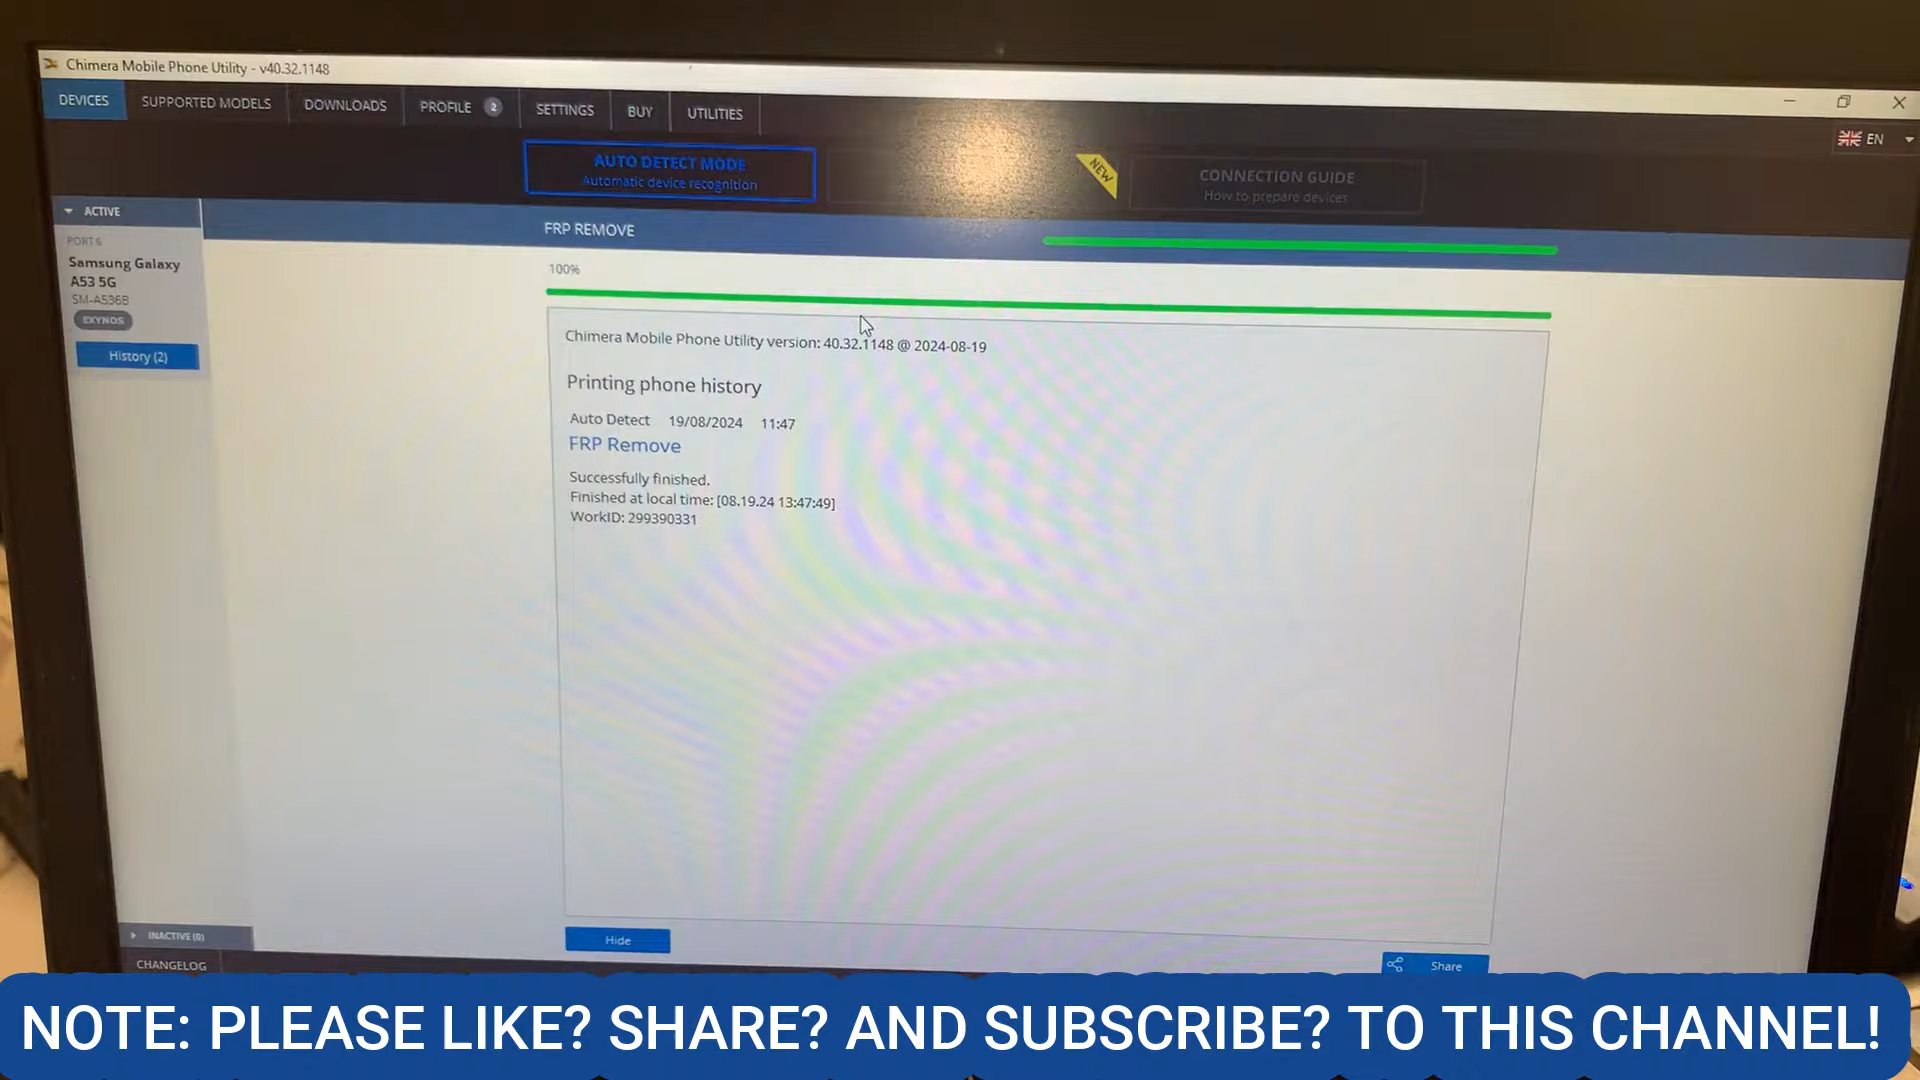 Chimera Mobile Phone Utility - v40.32.1148
DEVICES
SUPPORTED MODELS
DOWNLOADS
PROFILE 2
SETTINGS
BUY
UTILITIES
EN
AUTO DETECT MODE
Automatic device recognition
NEW
CONNECTION GUIDE
How to prepare devices
ACTIVE
FRP REMOVE
PORT 6
Samsung Galaxy
A53 5G
SM-A536B
EXYNOS
History (2)
100%
Chimera Mobile Phone Utility version: 40.32.1148 @ 2024-08-19
Printing phone history
Auto Detect 19/08/2024 11:47
FRP Remove
Successfully finished.
Finished at local time: [08.19.24 13:47:49]
WorkID: 299390331
INACTIVE (0)
Hide
Share
CHANGELOG
NOTE: PLEASE LIKE? SHARE? AND SUBSCRIBE? TO THIS CHANNEL!